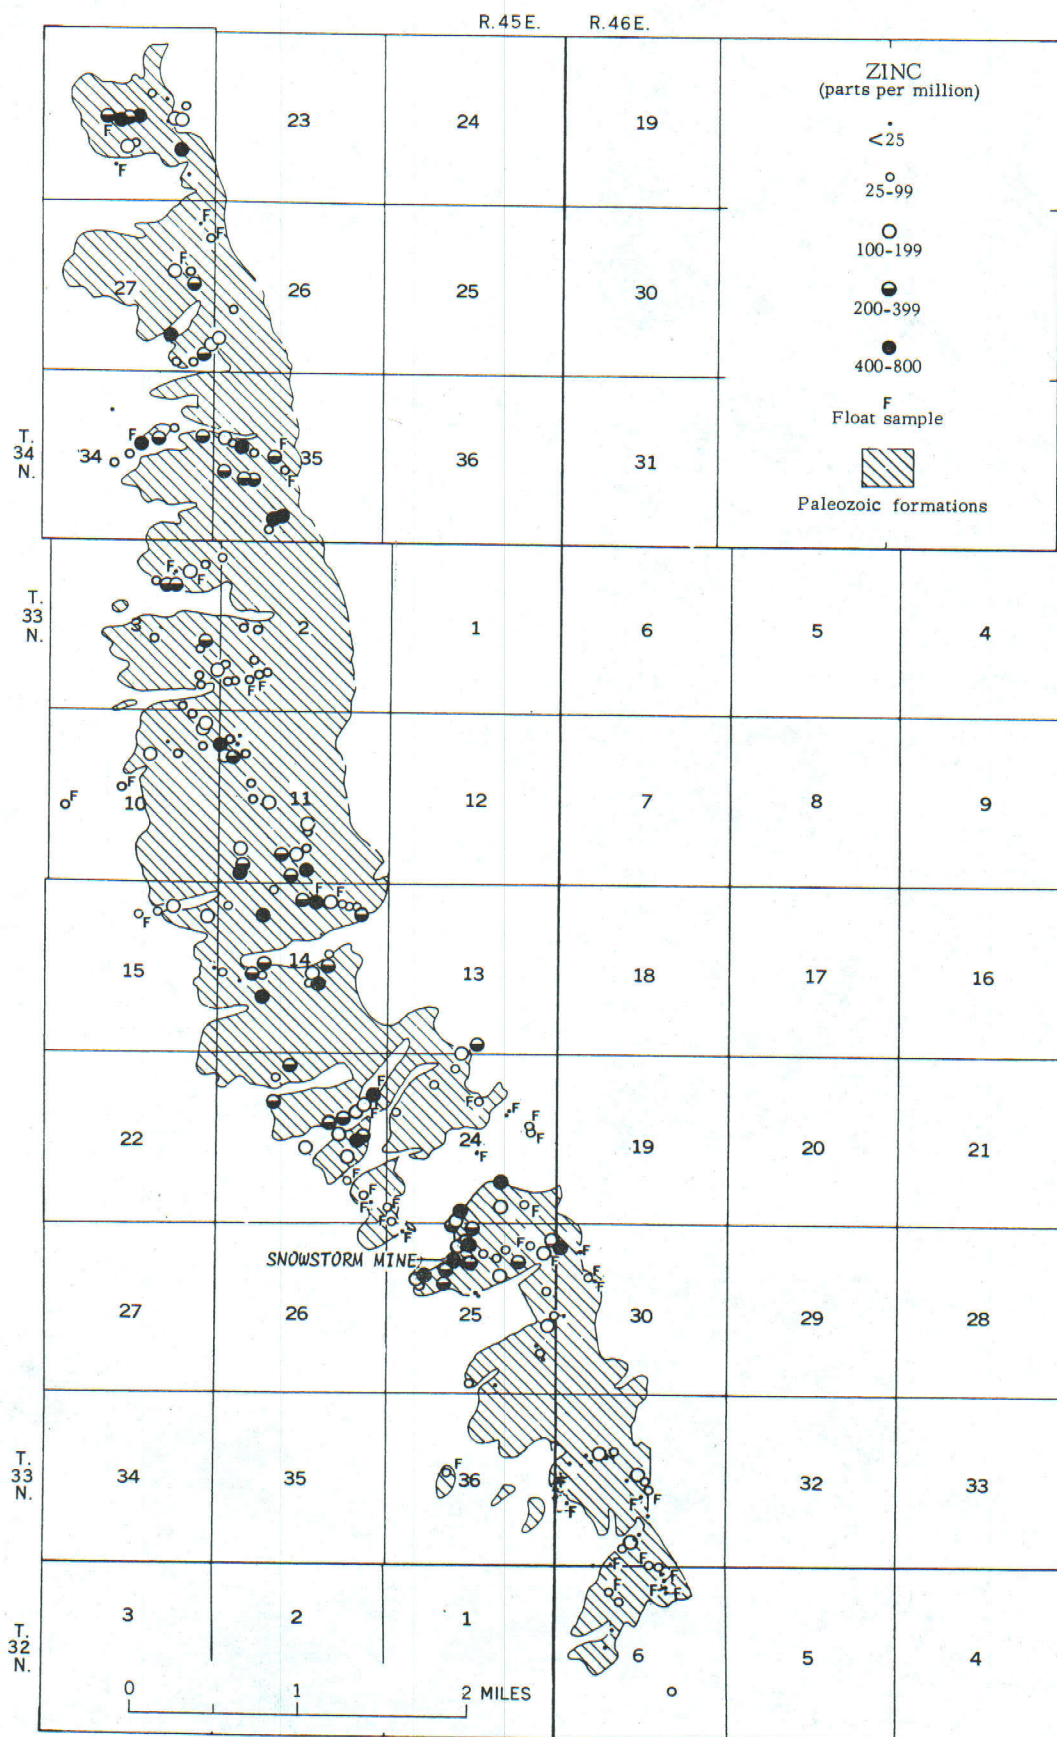 R.45E. R.46E.
ZINC
(parts per million)
<25
25-99
100-199
200-399
400-800
F
Float sample
Paleozoic formations
23 24 19
F
F
F
F
27 26 25 30
F
T.
34
N.
34 35 36 31
F
F
F
T.
33
N.
F
F
3 2 1 6 5 4
F F
F
F
10 11 12 7 8 9
F
F
F
15 14 13 18 17 16
F
F
F
F
F
F
22 24 19 20 21
F
F
F
F
F
F
F
F
F
SNOWSTORM MINE
F
F
F
F
F
27 26 25 30 29 28
T.
33
N.
34 35 36 32 33
F
F
F
F
F
F
F
F
F
F
F
F
T.
32
N.
3 2 1 6 5 4
0 1 2 MILES